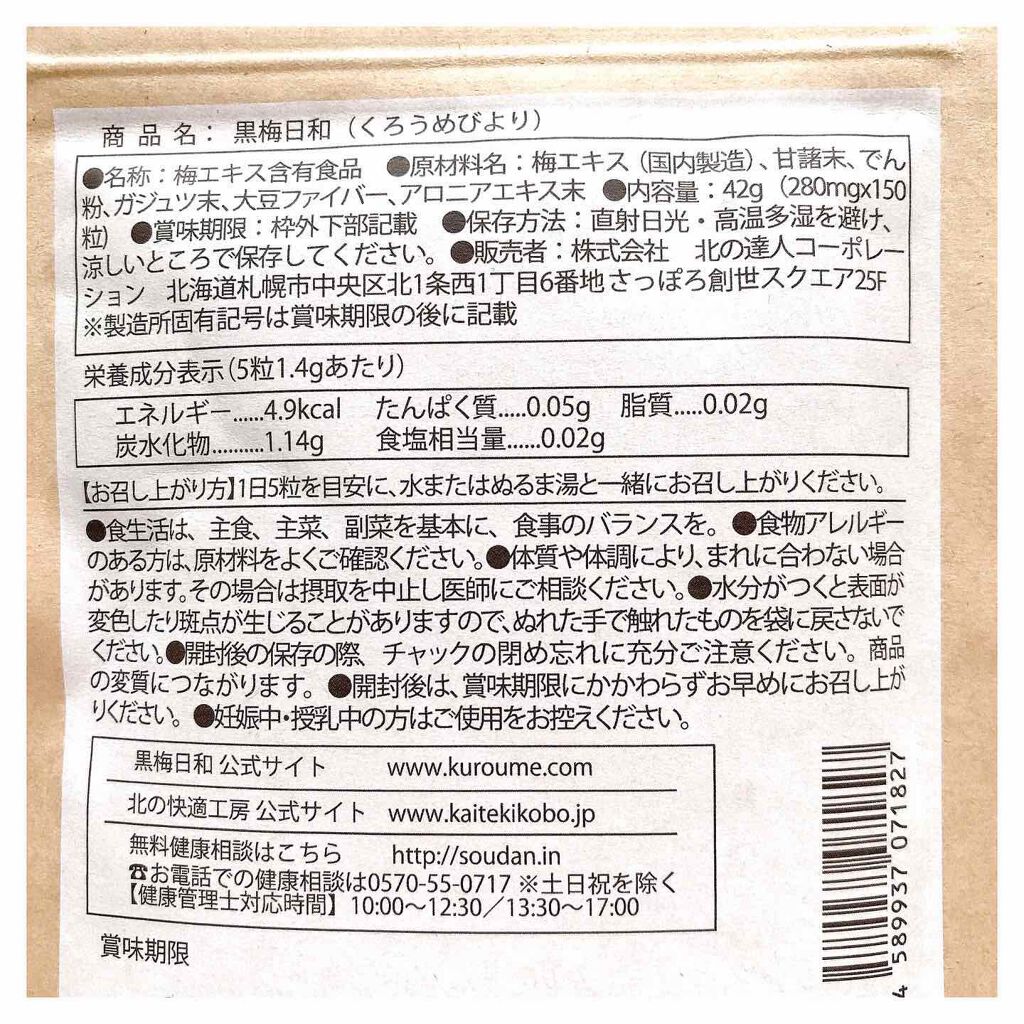 商品名：黒梅日和（くろうめびより）
●名称：梅エキス含有食品　●原材料名：梅エキス（国内製造）、甘藷末、でん
粉、ガジュツ末、大豆ファイバー、アロニアエキス末　●内容量：42g（280mgx150
粒）　●賞味期限：枠外下部記載　●保存方法：直射日光・高温多湿を避け、
涼しいところで保存してください。●販売者：株式会社　北の達人コーポレー
ション　北海道札幌市中央区北1条西1丁目6番地 さっぽろ創世スクエア25F
※製造所固有記号は賞味期限の後に記載
栄養成分表示（5粒1.4gあたり）
エネルギー......4.9kcal　たんぱく質.....0.05g　脂質.....0.02g
炭水化物..........1.14g　食塩相当量......0.02g
【お召し上がり方】1日5粒を目安に、水またはぬるま湯と一緒にお召し上がりください。
●食生活は、主食、主菜、副菜を基本に、食事のバランスを。●食物アレルギー
のある方は、原材料をよくご確認ください。●体質や体調により、まれに合わない場合
があります。その場合は摂取を中止し医師にご相談ください。●水分がつくと表面が
変色したり斑点が生じることがありますので、ぬれた手で触れたものを袋に戻さないで
ください。●開封後の保存の際、チャックの閉め忘れに充分ご注意ください。商品
の変質につながります。●開封後は、賞味期限にかかわらずお早めにお召し上が
りください。●妊娠中・授乳中の方はご使用をお控えください。
黒梅日和 公式サイト　www.kuroume.com
北の快適工房 公式サイト　www.kaitekikobo.jp
無料健康相談はこちら　http://soudan.in
☎お電話での健康相談は0570-55-0717 ※土日祝を除く
【健康管理士対応時間】10:00〜12:30／13:30〜17:00
賞味期限
4 589937 071827